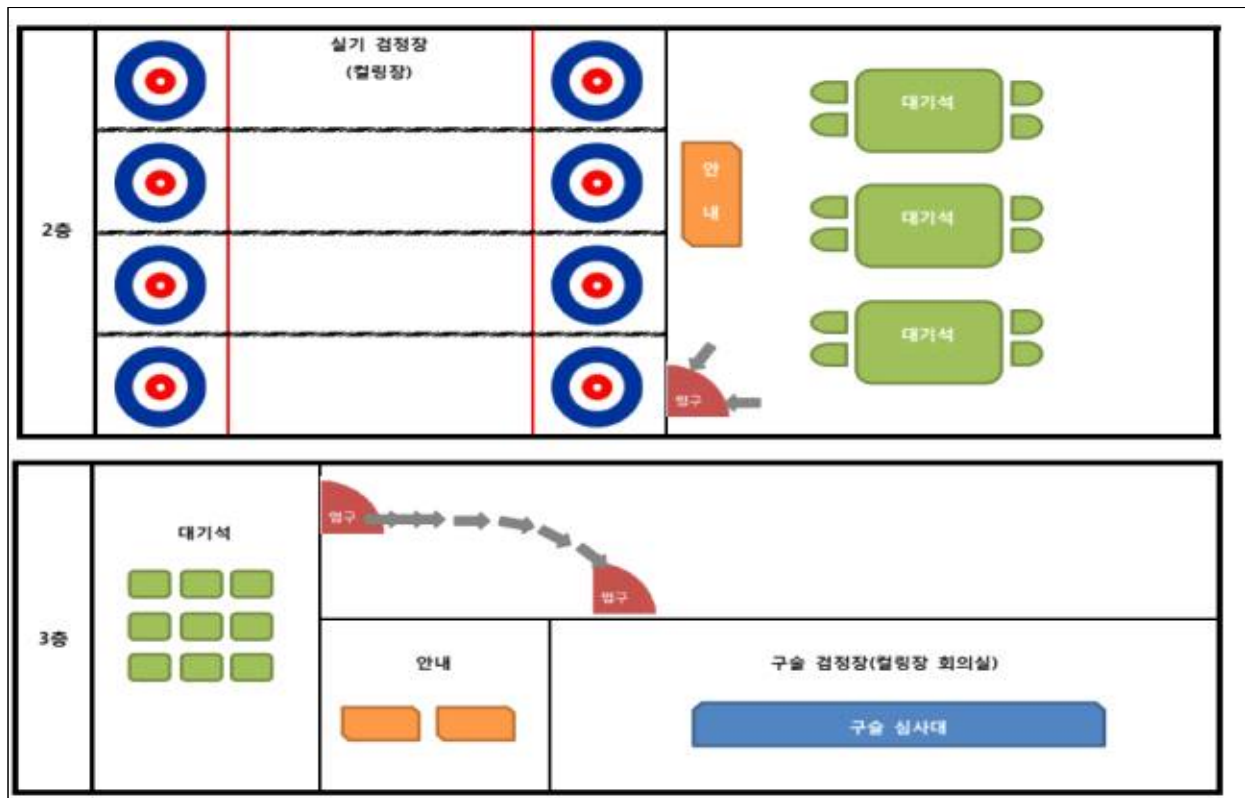 2층
실기 검정장
(컬링장)
안
내
대기석
대기석
대기석
입구
3층
대기석
입구
입구
안내
구술 검정장(컬링장 회의실)
구술 심사대